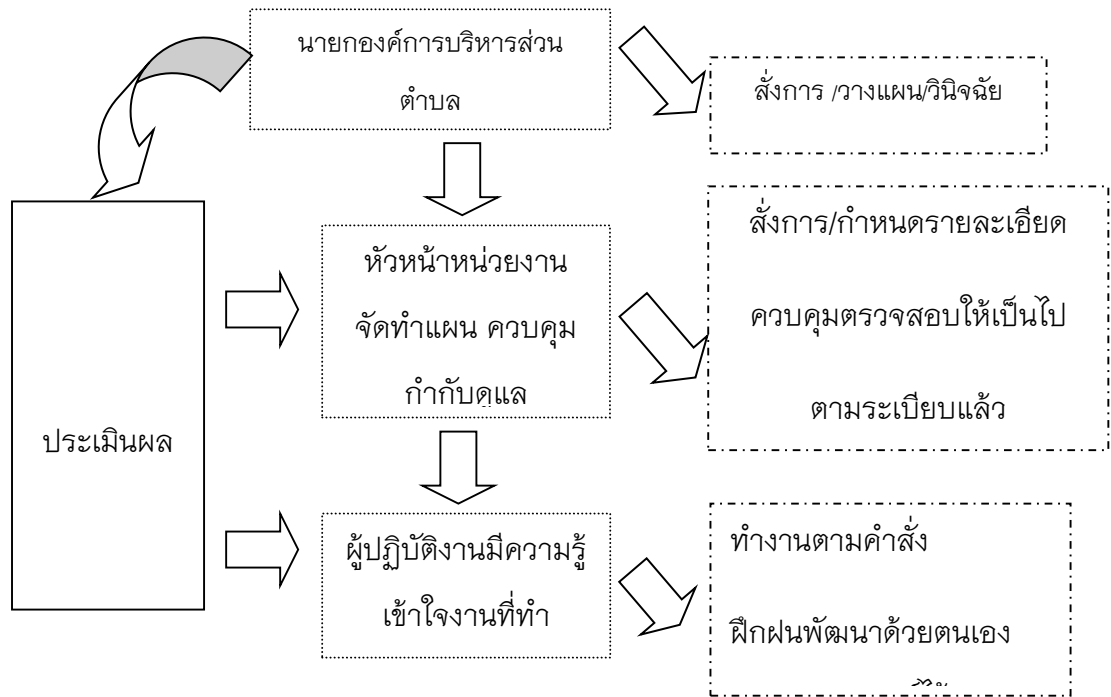 นายกองค์การบริหารส่วน
ตำบล
สั่งการ /วางแผน/วินิจฉัย
หัวหน้าหน่วยงาน
จัดทำแผน ควบคุม
กำกับดูแล
สั่งการ/กำหนดรายละเอียด
ควบคุมตรวจสอบให้เป็นไป
ตามระเบียบแล้ว
ประเมินผล
ผู้ปฏิบัติงานมีความรู้
เข้าใจงานที่ทำ
ทำงานตามคำสั่ง
ฝึกฝนพัฒนาด้วยตนเอง